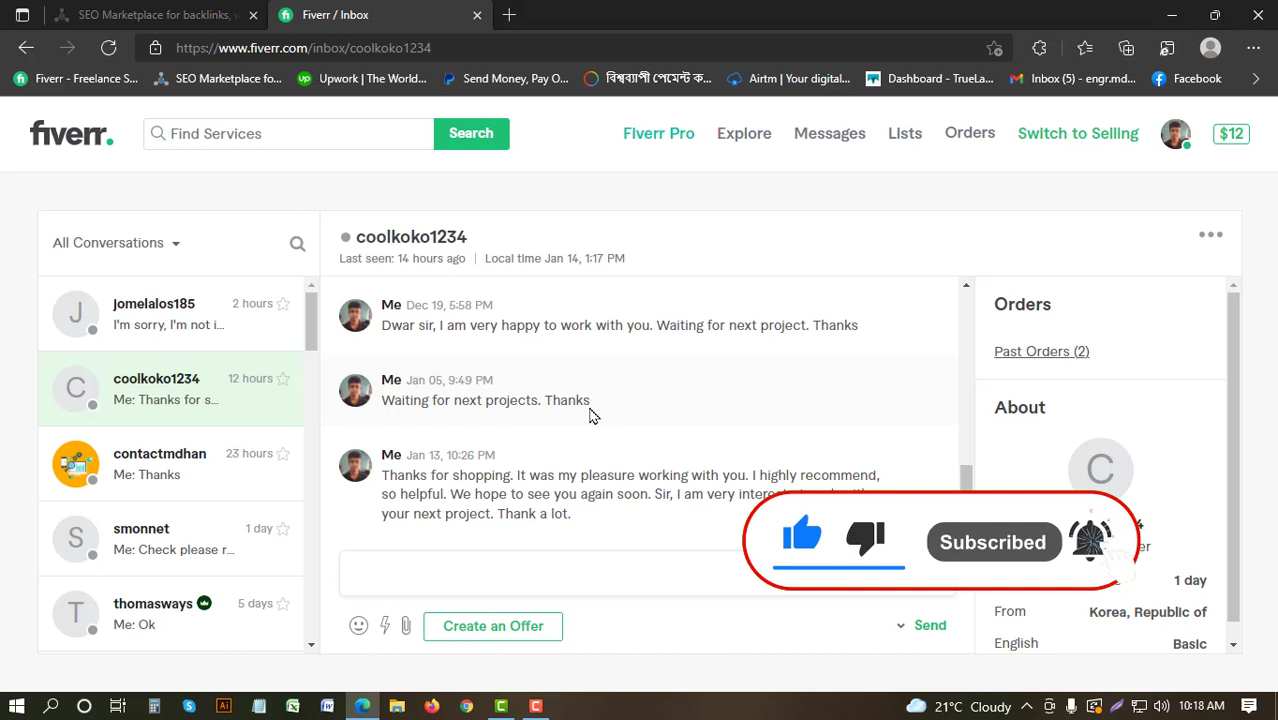 SEO Marketplace for backlinks, w
Fiverr / Inbox
https://www.fiverr.com/inbox/coolkoko1234
Fiverr - Freelance S...
SEO Marketplace fo...
Upwork | The World...
Send Money, Pay O...
বিশ্বব্যাপী পেমেন্ট ক...
Airtm | Your digital...
Dashboard - TrueLa...
Inbox (5) - engr.md...
Facebook
fiverr.
Find Services
Search
Fiverr Pro
Explore
Messages
Lists
Orders
Switch to Selling
$12
All Conversations
coolkoko1234
Last seen: 14 hours ago
Local time Jan 14, 1:17 PM
J
jomelalos185
2 hours
I'm sorry, I'm not i...
C
coolkoko1234
12 hours
Me: Thanks for s...
contactmdhan
23 hours
Me: Thanks
S
smonnet
1 day
Me: Check please r...
T
thomasways
5 days
Me: Ok
Me Dec 19, 5:58 PM
Dwar sir, I am very happy to work with you. Waiting for next project. Thanks
Me Jan 05, 9:49 PM
Waiting for next projects. Thanks
Me Jan 13, 10:26 PM
Thanks for shopping. It was my pleasure working with you. I highly recommend,
so helpful. We hope to see you again soon. Sir, I am very
your next project. Thank a lot.
Create an Offer
Send
Orders
Past Orders (2)
About
C
1 day
From
Korea, Republic of
English
Basic
Subscribed
21°C Cloudy
10:18 AM